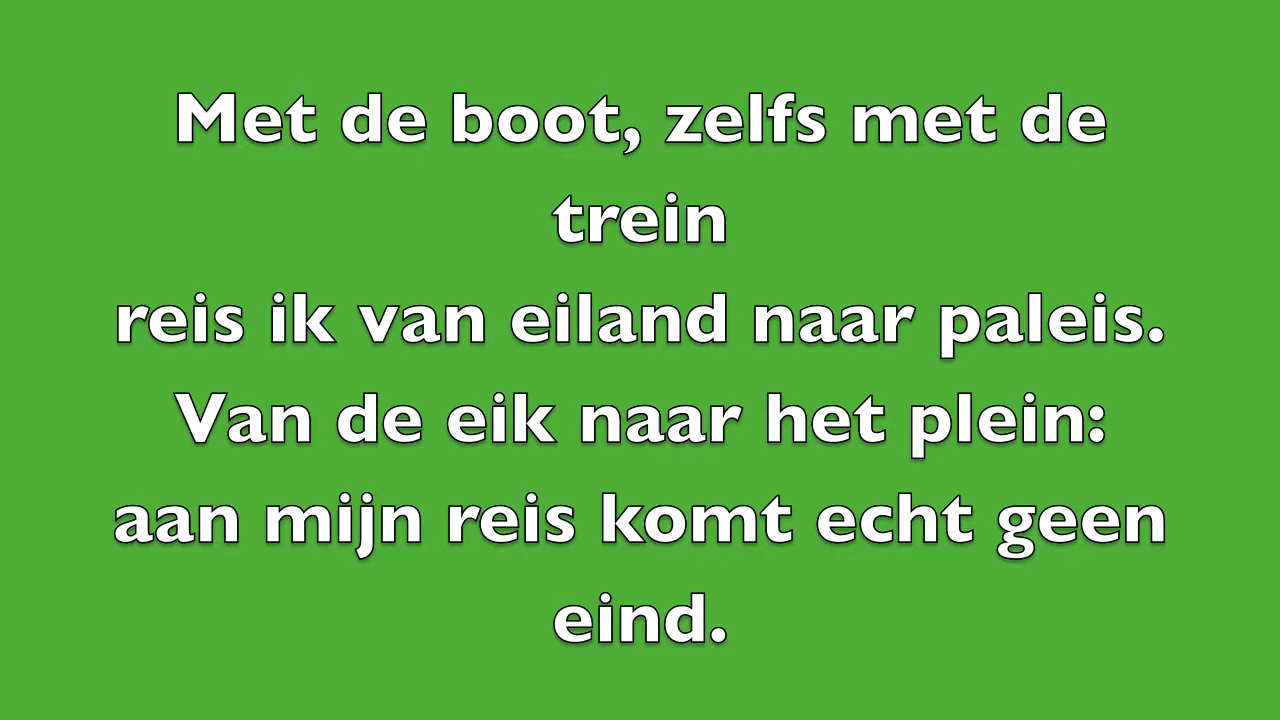 Met de boot, zelfs met de
trein
reis ik van eiland naar paleis.
Van de eik naar het plein:
aan mijn reis komt echt geen
eind.